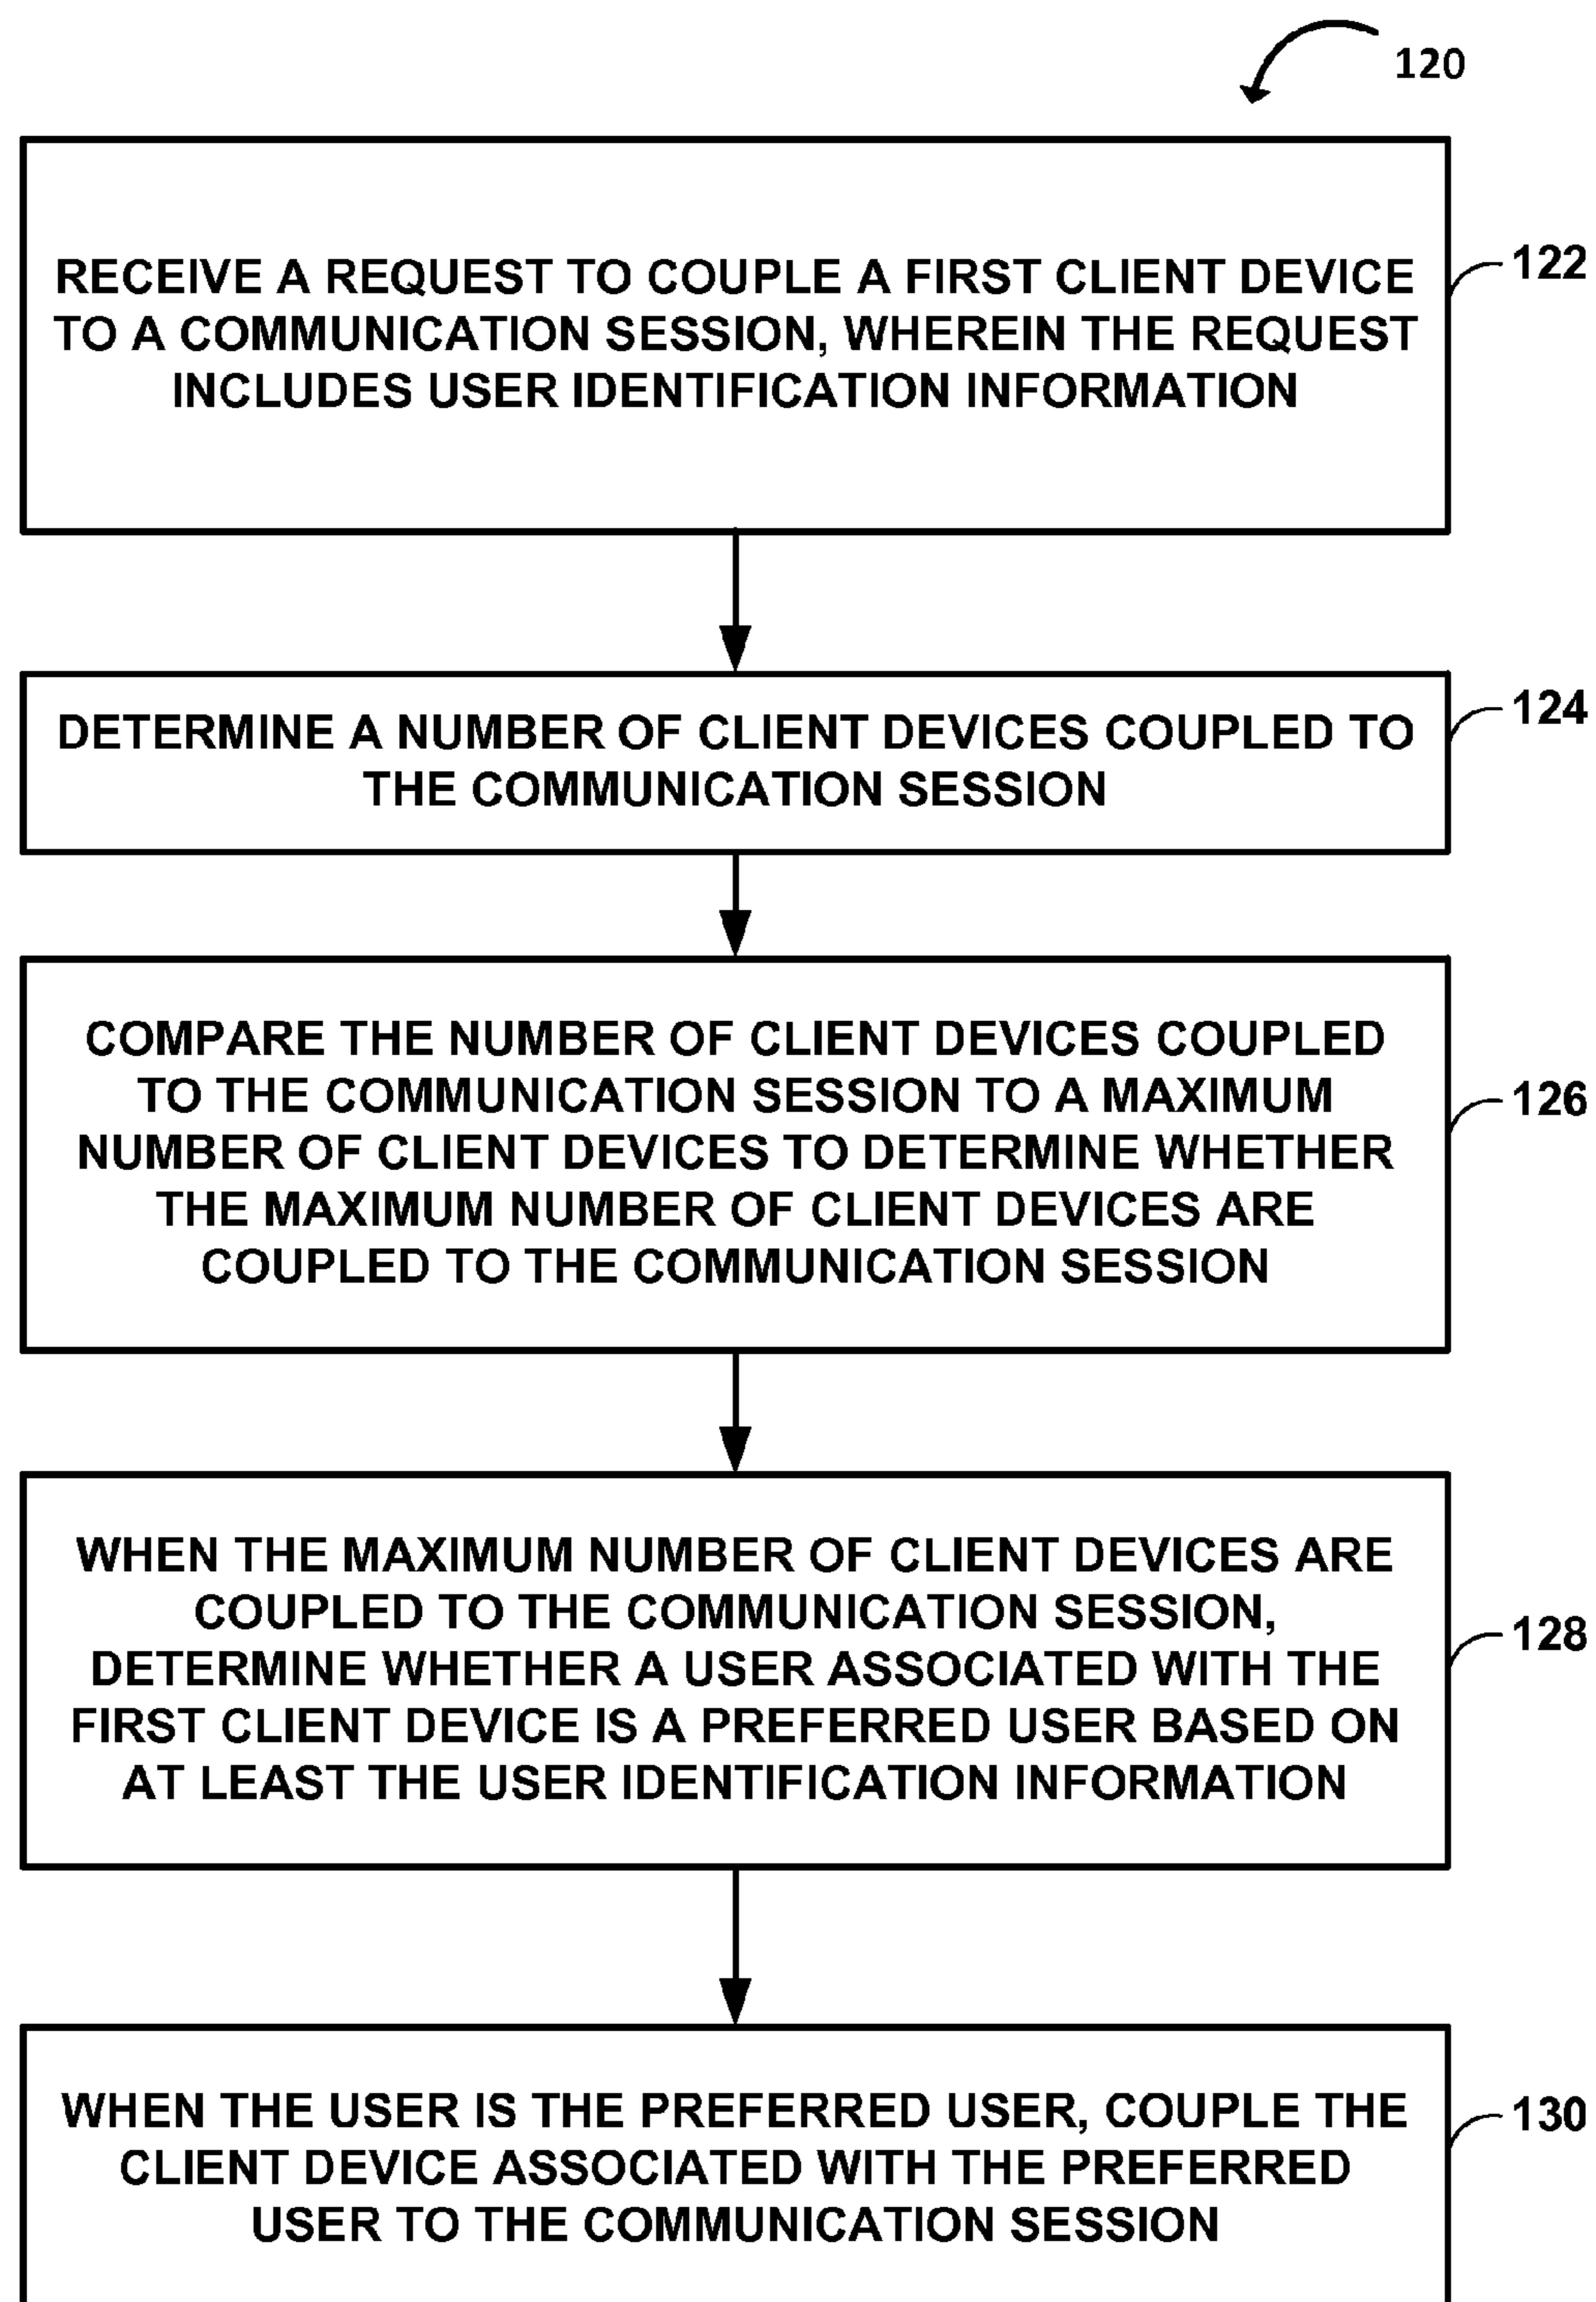 120
RECEIVE A REQUEST TO COUPLE A FIRST CLIENT DEVICE
TO A COMMUNICATION SESSION, WHEREIN THE REQUEST
INCLUDES USER IDENTIFICATION INFORMATION
122
DETERMINE A NUMBER OF CLIENT DEVICES COUPLED TO
THE COMMUNICATION SESSION
124
COMPARE THE NUMBER OF CLIENT DEVICES COUPLED
TO THE COMMUNICATION SESSION TO A MAXIMUM
NUMBER OF CLIENT DEVICES TO DETERMINE WHETHER
THE MAXIMUM NUMBER OF CLIENT DEVICES ARE
COUPLED TO THE COMMUNICATION SESSION
126
WHEN THE MAXIMUM NUMBER OF CLIENT DEVICES ARE
COUPLED TO THE COMMUNICATION SESSION,
DETERMINE WHETHER A USER ASSOCIATED WITH THE
FIRST CLIENT DEVICE IS A PREFERRED USER BASED ON
AT LEAST THE USER IDENTIFICATION INFORMATION
128
WHEN THE USER IS THE PREFERRED USER, COUPLE THE
CLIENT DEVICE ASSOCIATED WITH THE PREFERRED
USER TO THE COMMUNICATION SESSION
130